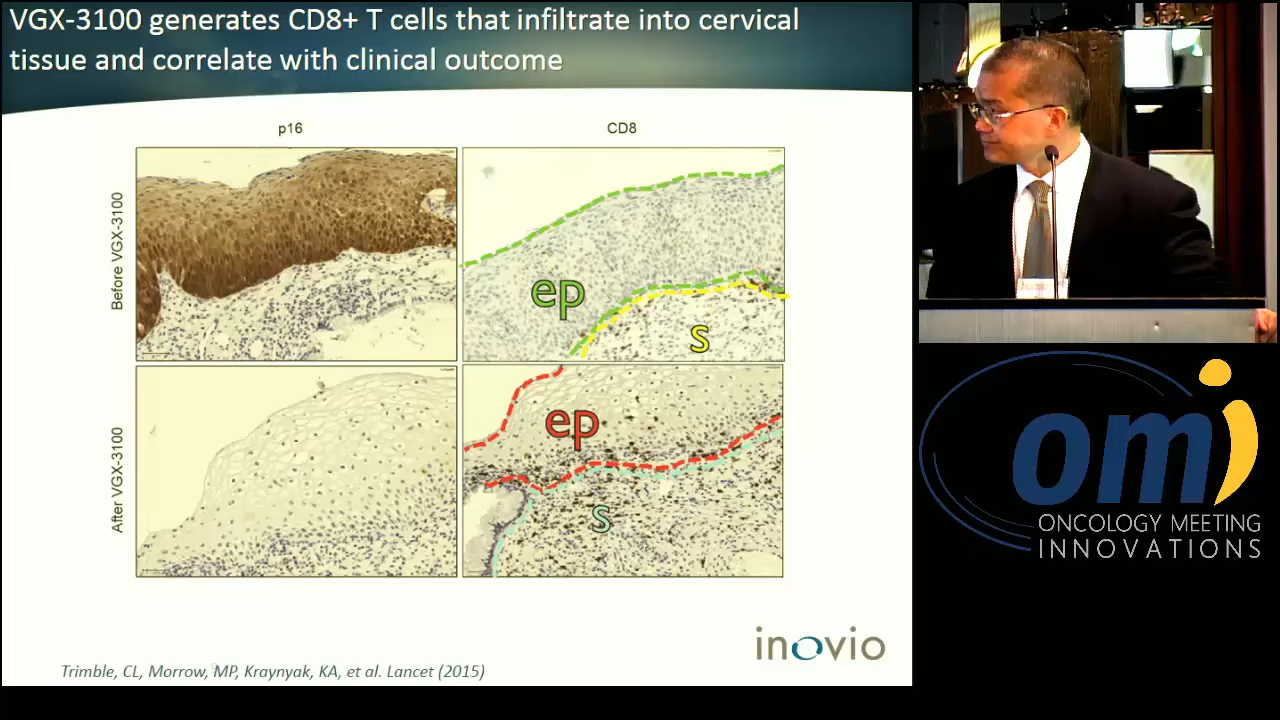 VGX-3100 generates CD8+ T cells that infiltrate into cervical
tissue and correlate with clinical outcome
p16
CD8
Before VGX-3100
ep
s
After VGX-3100
ep
s
inovio
Trimble, CL, Morrow, MP, Kraynyak, KA, et al. Lancet (2015)
omi
ONCOLOGY MEETING
INNOVATIONS